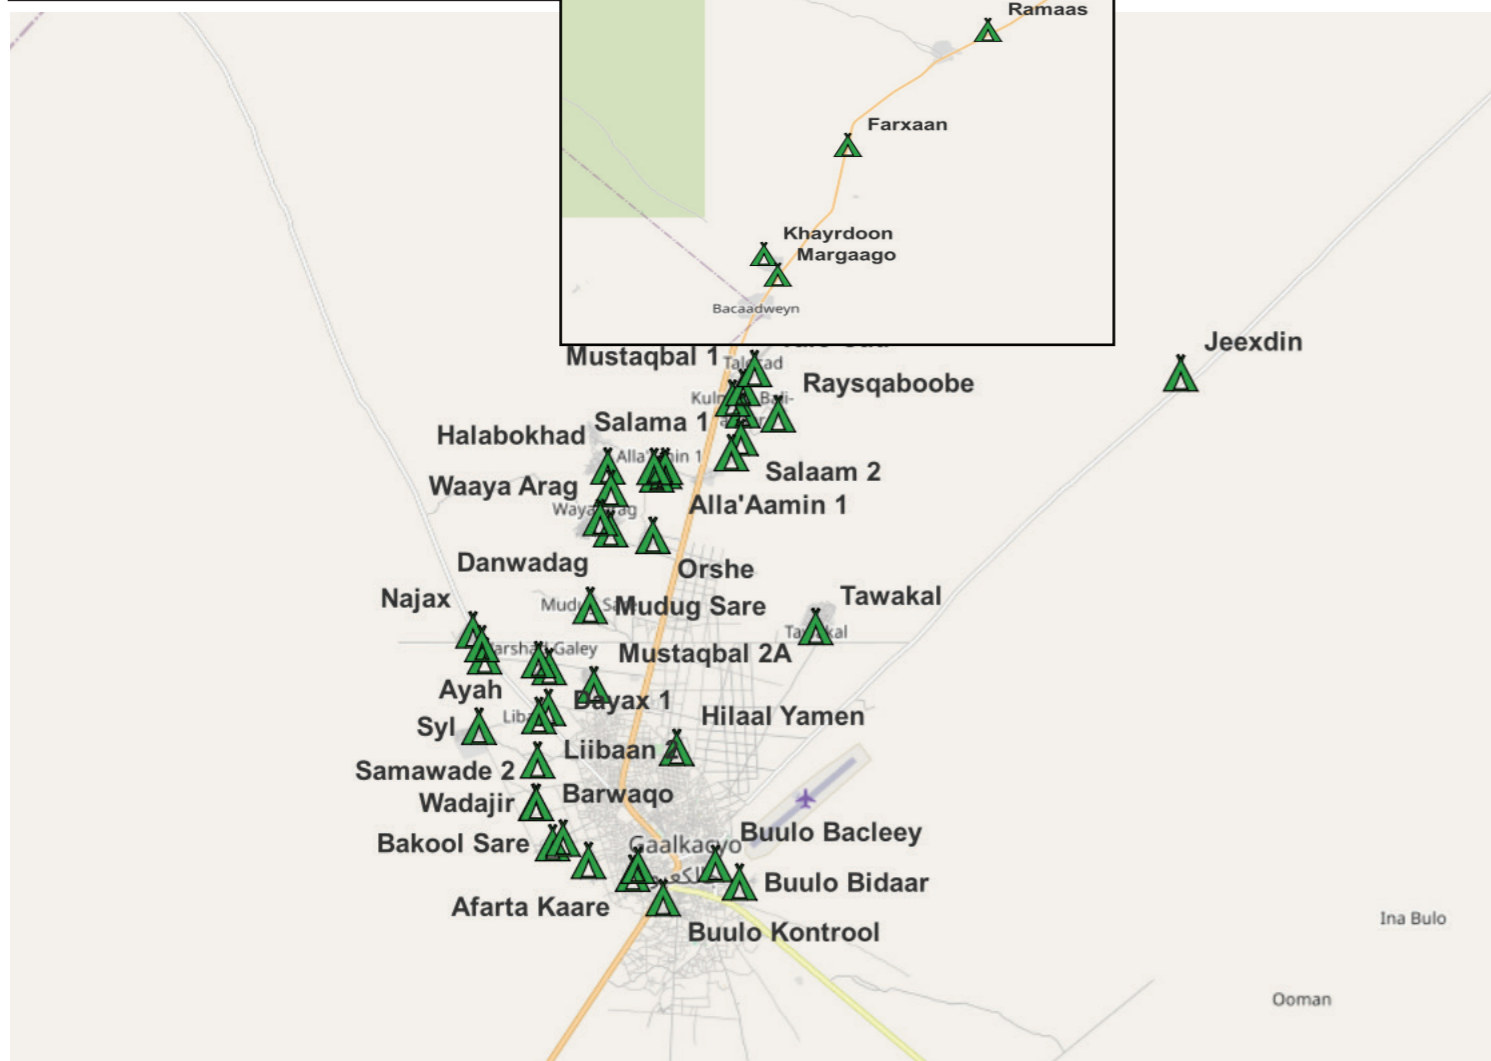 Ramaas
Farxaan
Khayrdoon
Margaago
Bacaadweyn
Mustaqbal 1
Jeexdin
Raysqaboobe
Salama 1
Halabokhad
Salaam 2
Waaya Arag
Alla'Aamin 1
Danwadag
Orshe
Najax
Tawakal
Mudug Sare
Mustaqbal 2A
Ayah
Dayax 1
Hilaal Yamen
Syl
Liibaan 2
Samawade 2
Barwaqo
Wadajir
Buulo Bacleey
Bakool Sare
Gaalkacyo
Buulo Bidaar
Afarta Kaare
Buulo Kontrool
Ina Bulo
Ooman